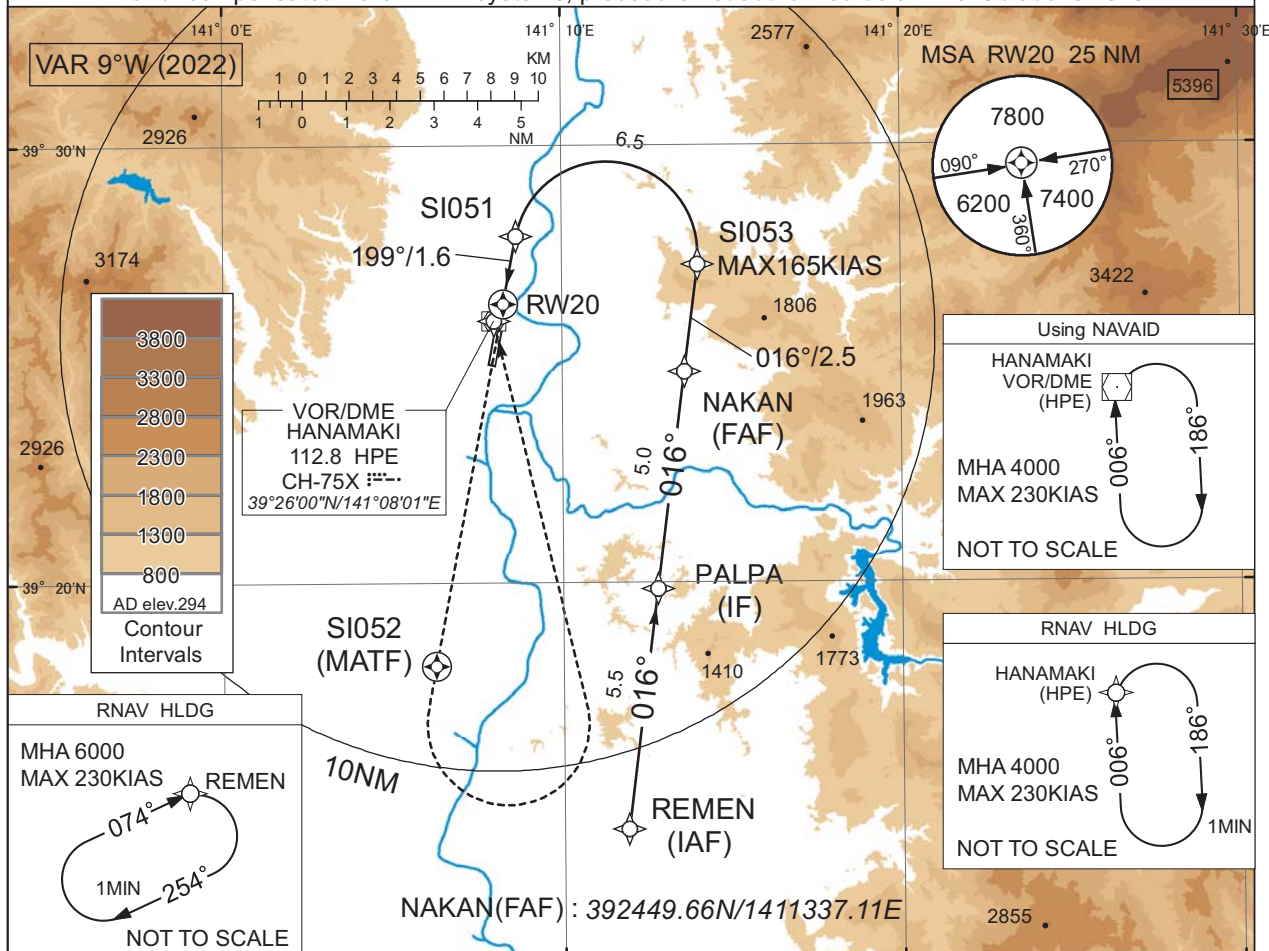 141° 0'E
141° 10'E
141° 20'E
141° 30'E
VAR 9°W (2022)
KM
1 0 1 2 3 4 5 6 7 8 9 10
1 0 1 2 3 4 5
NM
2577
MSA RW20 25 NM
5396
7800
090°
270°
6200
7400
360°
2926
39° 30'N
6.5
SI051
199°/1.6
SI053
MAX165KIAS
3174
RW20
1806
3422
016°/2.5
3800
3300
2800
2300
1800
1300
800
AD elev.294
Contour
Intervals
VOR/DME
HANAMAKI
112.8 HPE
CH-75X
39°26'00"N/141°08'01"E
NAKAN
(FAF)
1963
2926
5.0
016°
Using NAVAID
HANAMAKI
VOR/DME
(HPE)
006°
186°
MHA 4000
MAX 230KIAS
NOT TO SCALE
39° 20'N
PALPA
(IF)
SI052
(MATF)
1410
1773
5.5
016°
RNAV HLDG
HANAMAKI
(HPE)
006°
186°
MHA 4000
MAX 230KIAS
1MIN
NOT TO SCALE
RNAV HLDG
MHA 6000
MAX 230KIAS
REMEN
074°
1MIN
254°
NOT TO SCALE
10NM
REMEN
(IAF)
NAKAN(FAF) : 392449.66N/1411337.11E
2855